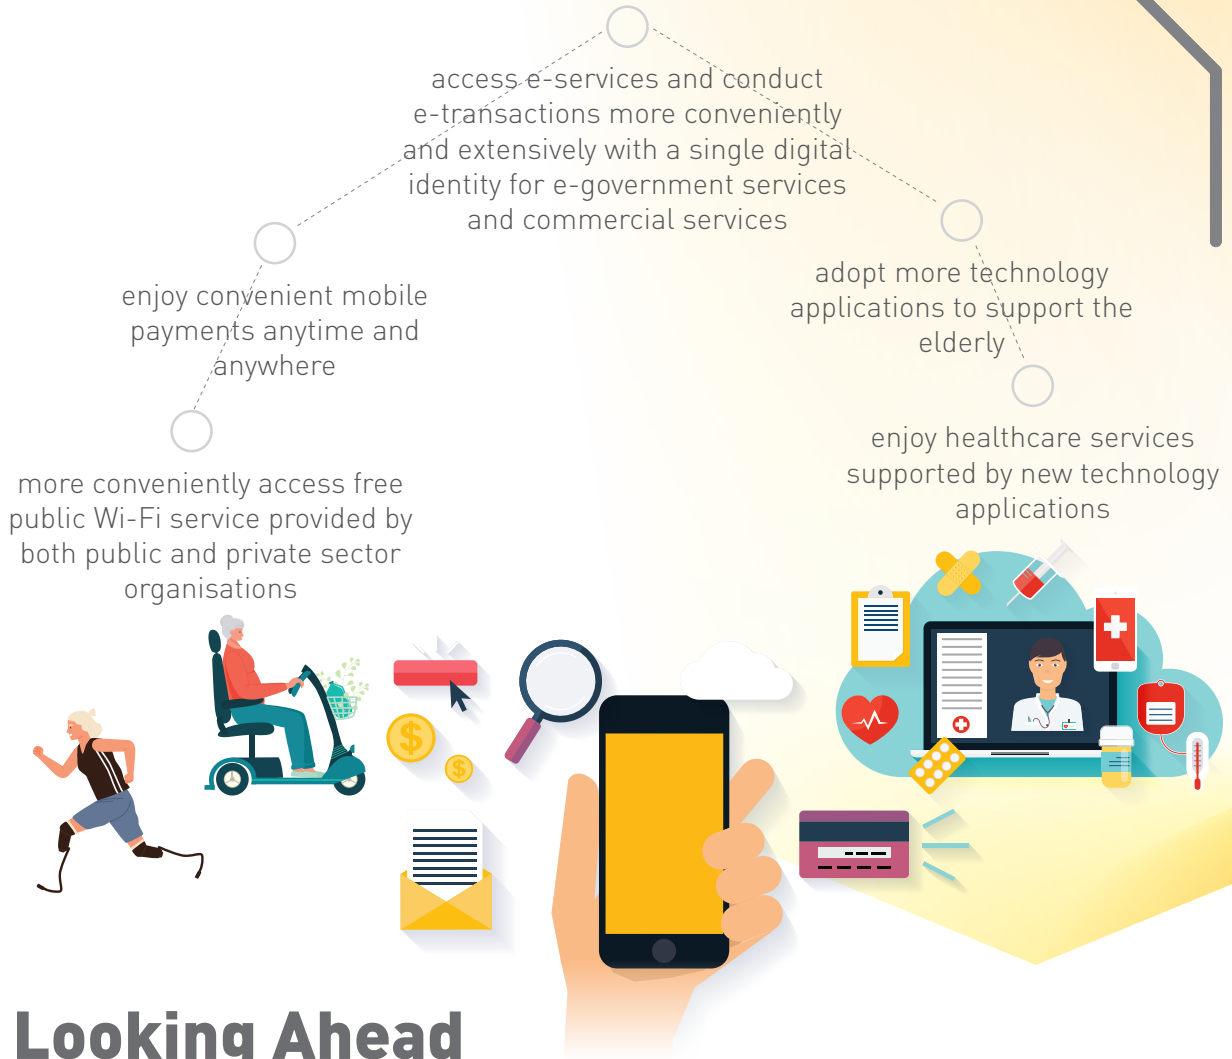 access e-services and conduct
e-transactions more conveniently
and extensively with a single digital
identity for e-government services
and commercial services
enjoy convenient mobile
payments anytime and
anywhere
adopt more technology
applications to support the
elderly
more conveniently access free
public Wi-Fi service provided by
both public and private sector
organisations
enjoy healthcare services
supported by new technology
applications
$
$
Looking Ahead